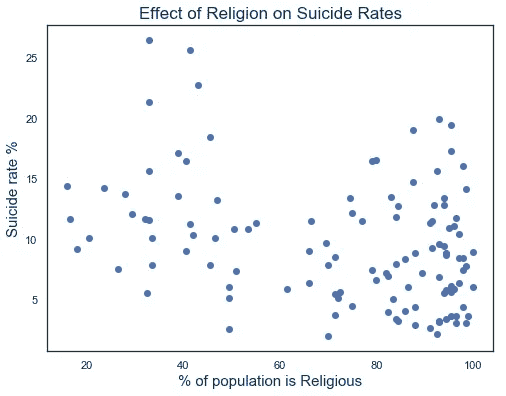 Effect of Religion on Suicide Rates
Suicide rate %
25
20
15
10
5
20 40 60 80 100
% of population is Religious